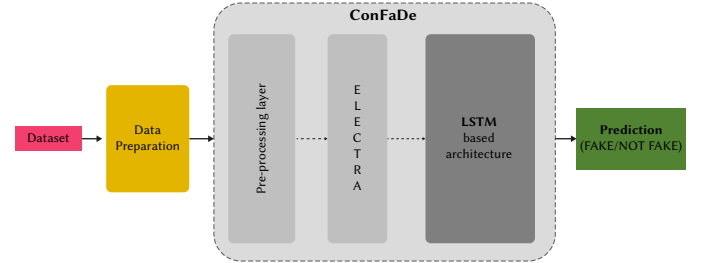 ConFaDe
Dataset
Data
Preparation
Pre-processing layer
E
L
E
C
T
R
A
LSTM
based
architecture
Prediction
(FAKE/NOT FAKE)